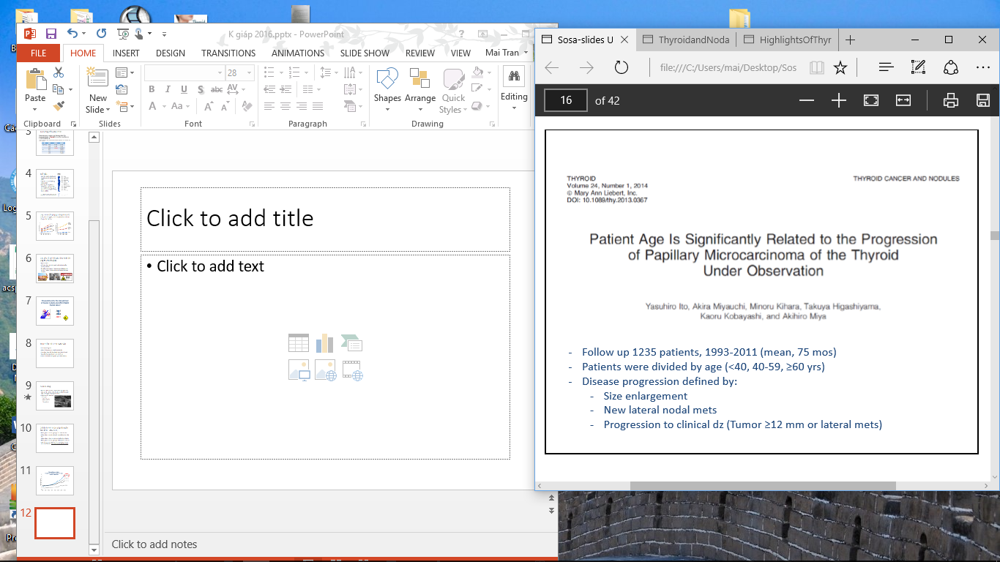 K giáp 2016.pptx - PowerPoint
FILE
HOME
INSERT
DESIGN
TRANSITIONS
ANIMATIONS
SLIDE SHOW
REVIEW
VIEW
Mai Tran
Paste
New
Slide
28
B I U S abc AV
A Aa A A
Shapes
Arrange
Quick
Styles
Editing
Clipboard
Slides
Font
Paragraph
Drawing
3
4
5
6
7
8
9
10
11
12
Click to add title
• Click to add text
Click to add notes
Sosa-slides U
ThyroidandNoda
HighlightsOfThyr
file:///C:/Users/mai/Desktop/Sos
16 of 42
THYROID
Volume 24, Number 1, 2014
© Mary Ann Liebert, Inc.
DOI: 10.1089/thy.2013.0367
THYROID CANCER AND NODULES
Patient Age Is Significantly Related to the Progression
of Papillary Microcarcinoma of the Thyroid
Under Observation
Yasuhiro Ito, Akira Miyauchi, Minoru Kihara, Takuya Higashiyama,
Kaoru Kobayashi, and Akihiro Miya
- Follow up 1235 patients, 1993-2011 (mean, 75 mos)
- Patients were divided by age (<40, 40-59, ≥60 yrs)
- Disease progression defined by:
- Size enlargement
- New lateral nodal mets
- Progression to clinical dz (Tumor ≥12 mm or lateral mets)